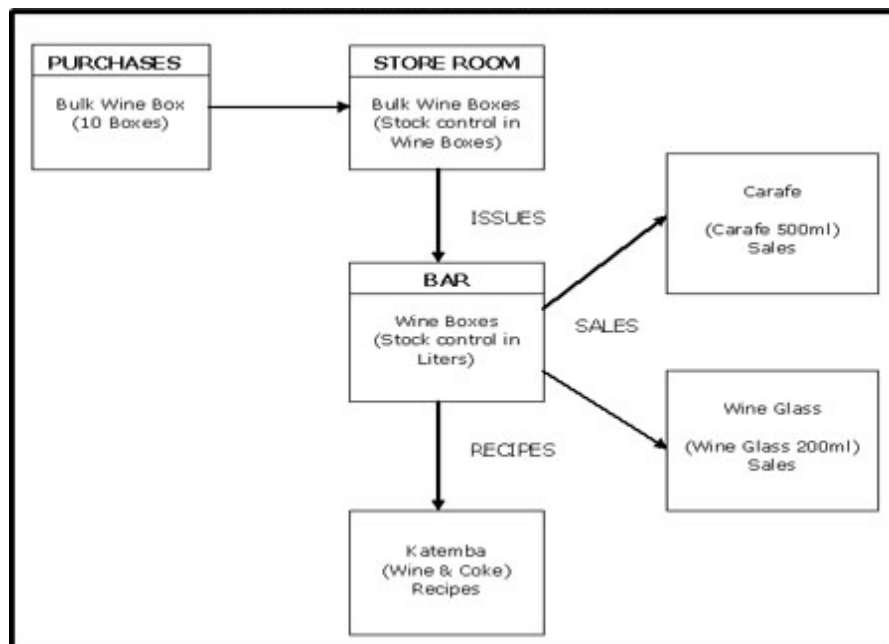 PURCHASES
Bulk Wine Box
(10 Boxes)
STORE ROOM
Bulk Wine Boxes
(Stock control in
Wine Boxes)
ISSUES
Carafe
(Carafe 500ml)
Sales
BAR
Wine Boxes
(Stock control in
Liters)
SALES
Wine Glass
(Wine Glass 200ml)
Sales
RECIPES
Katemba
(Wine & Coke)
Recipes